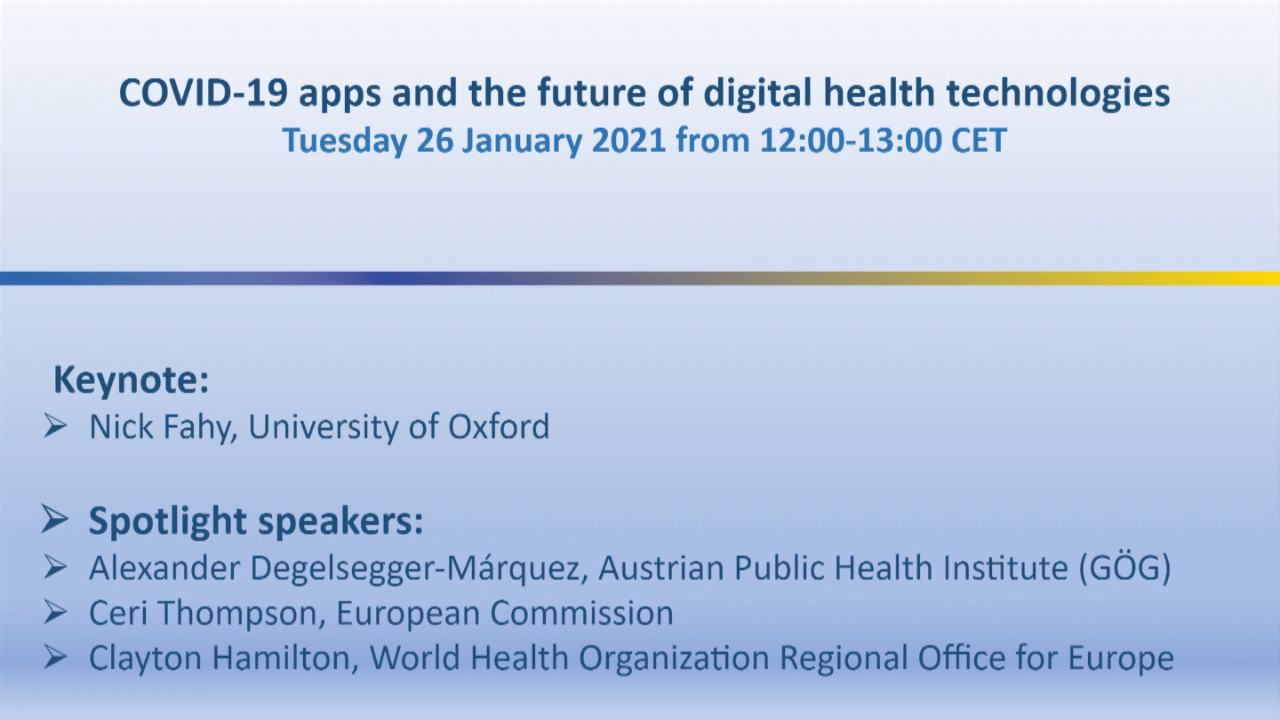 COVID-19 apps and the future of digital health technologies
Tuesday 26 January 2021 from 12:00-13:00 CET
Keynote:
➢ Nick Fahy, University of Oxford
➢ Spotlight speakers:
➢ Alexander Degelsegger-Márquez, Austrian Public Health Institute (GÖG)
➢ Ceri Thompson, European Commission
➢ Clayton Hamilton, World Health Organization Regional Office for Europe